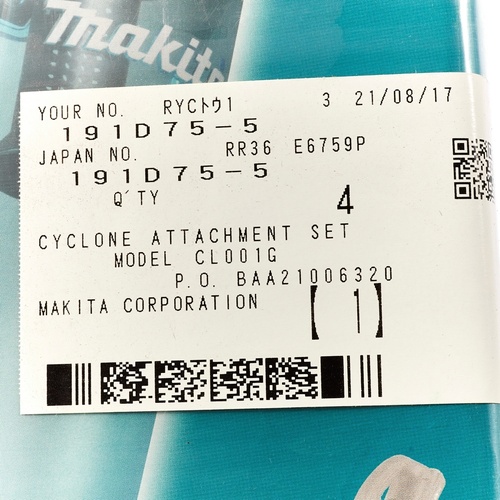 makita
YOUR NO. RYCトウ1 3 21/08/17
191D75-5
JAPAN NO. RR36 E6759P
191D75-5
Q'TY 4
CYCLONE ATTACHMENT SET
MODEL CL001G
P.O. BAA21006320
MAKITA CORPORATION 【 1 】